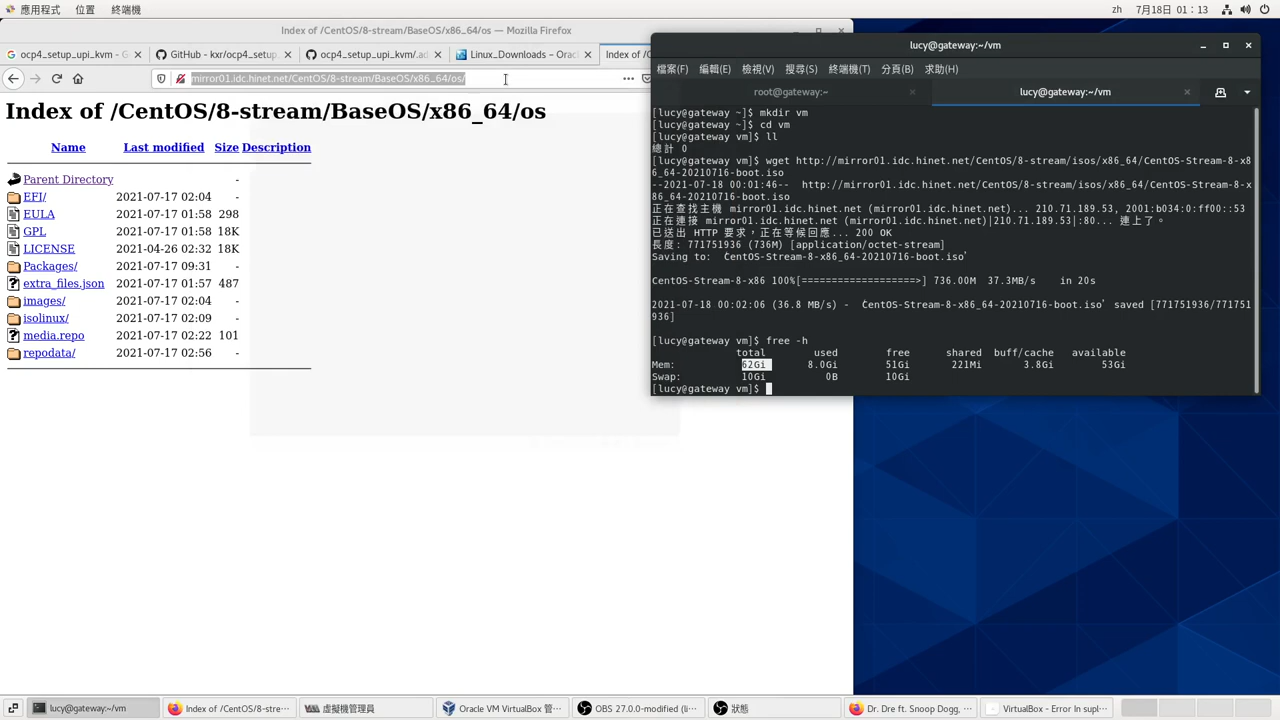 應用程式 位置 終端機
zh 7月18日 01：13
Index of /CentOS/8-stream/BaseOS/x86_64/os/ — Mozilla Firefox
ocp4_setup_upi_kvm - G
GitHub - kxr/ocp4_setup.
ocp4_setup_upi_kvm/.ad
Linux_Downloads – Orac
Index of /
mirror01.idc.hinet.net/CentOS/8-stream/BaseOS/x86_64/os/
Index of /CentOS/8-stream/BaseOS/x86_64/os
Name Last modified Size Description
Parent Directory -
EFI/ 2021-07-17 02:04 -
EULA 2021-07-17 01:58 298
GPL 2021-07-17 01:58 18K
LICENSE 2021-04-26 02:32 18K
Packages/ 2021-07-17 09:31 -
extra_files.json 2021-07-17 01:57 487
images/ 2021-07-17 02:04 -
isolinux/ 2021-07-17 02:09 -
media.repo 2021-07-17 02:22 101
repodata/ 2021-07-17 02:56 -
lucy@gateway:~/vm
檔案(F) 編輯(E) 檢視(V) 搜尋(S) 終端機(T) 分頁(B) 求助(H)
root@gateway:~
lucy@gateway:~/vm
[lucy@gateway ~]$ mkdir vm
[lucy@gateway ~]$ cd vm
[lucy@gateway vm]$ ll
總計 0
[lucy@gateway vm]$ wget http://mirror01.idc.hinet.net/CentOS/8-stream/isos/x86_64/CentOS-Stream-8-x8
6_64-20210716-boot.iso
--2021-07-18 00:01:46-- http://mirror01.idc.hinet.net/CentOS/8-stream/isos/x86_64/CentOS-Stream-8-x
86_64-20210716-boot.iso
正在查找主機 mirror01.idc.hinet.net (mirror01.idc.hinet.net)... 210.71.189.53, 2001:b034:0:ff00::53
正在連接 mirror01.idc.hinet.net (mirror01.idc.hinet.net)|210.71.189.53|:80... 連上了。
已送出 HTTP 要求，正在等候回應... 200 OK
長度: 771751936 (736M) [application/octet-stream]
Saving to: ‘CentOS-Stream-8-x86_64-20210716-boot.iso’
CentOS-Stream-8-x86 100%[===================>] 736.00M 37.3MB/s in 20s
2021-07-18 00:02:06 (36.8 MB/s) - ‘CentOS-Stream-8-x86_64-20210716-boot.iso’ saved [771751936/771751
936]
[lucy@gateway vm]$ free -h
total used free shared buff/cache available
Mem: 62Gi 8.0Gi 51Gi 221Mi 3.8Gi 53Gi
Swap: 10Gi 0B 10Gi
[lucy@gateway vm]$
lucy@gateway:~/vm
Index of /CentOS/8-stre···
虛擬機管理員
Oracle VM VirtualBox 管···
OBS 27.0.0-modified (li···
狀態
Dr. Dre ft. Snoop Dogg, ···
VirtualBox - Error In supl···